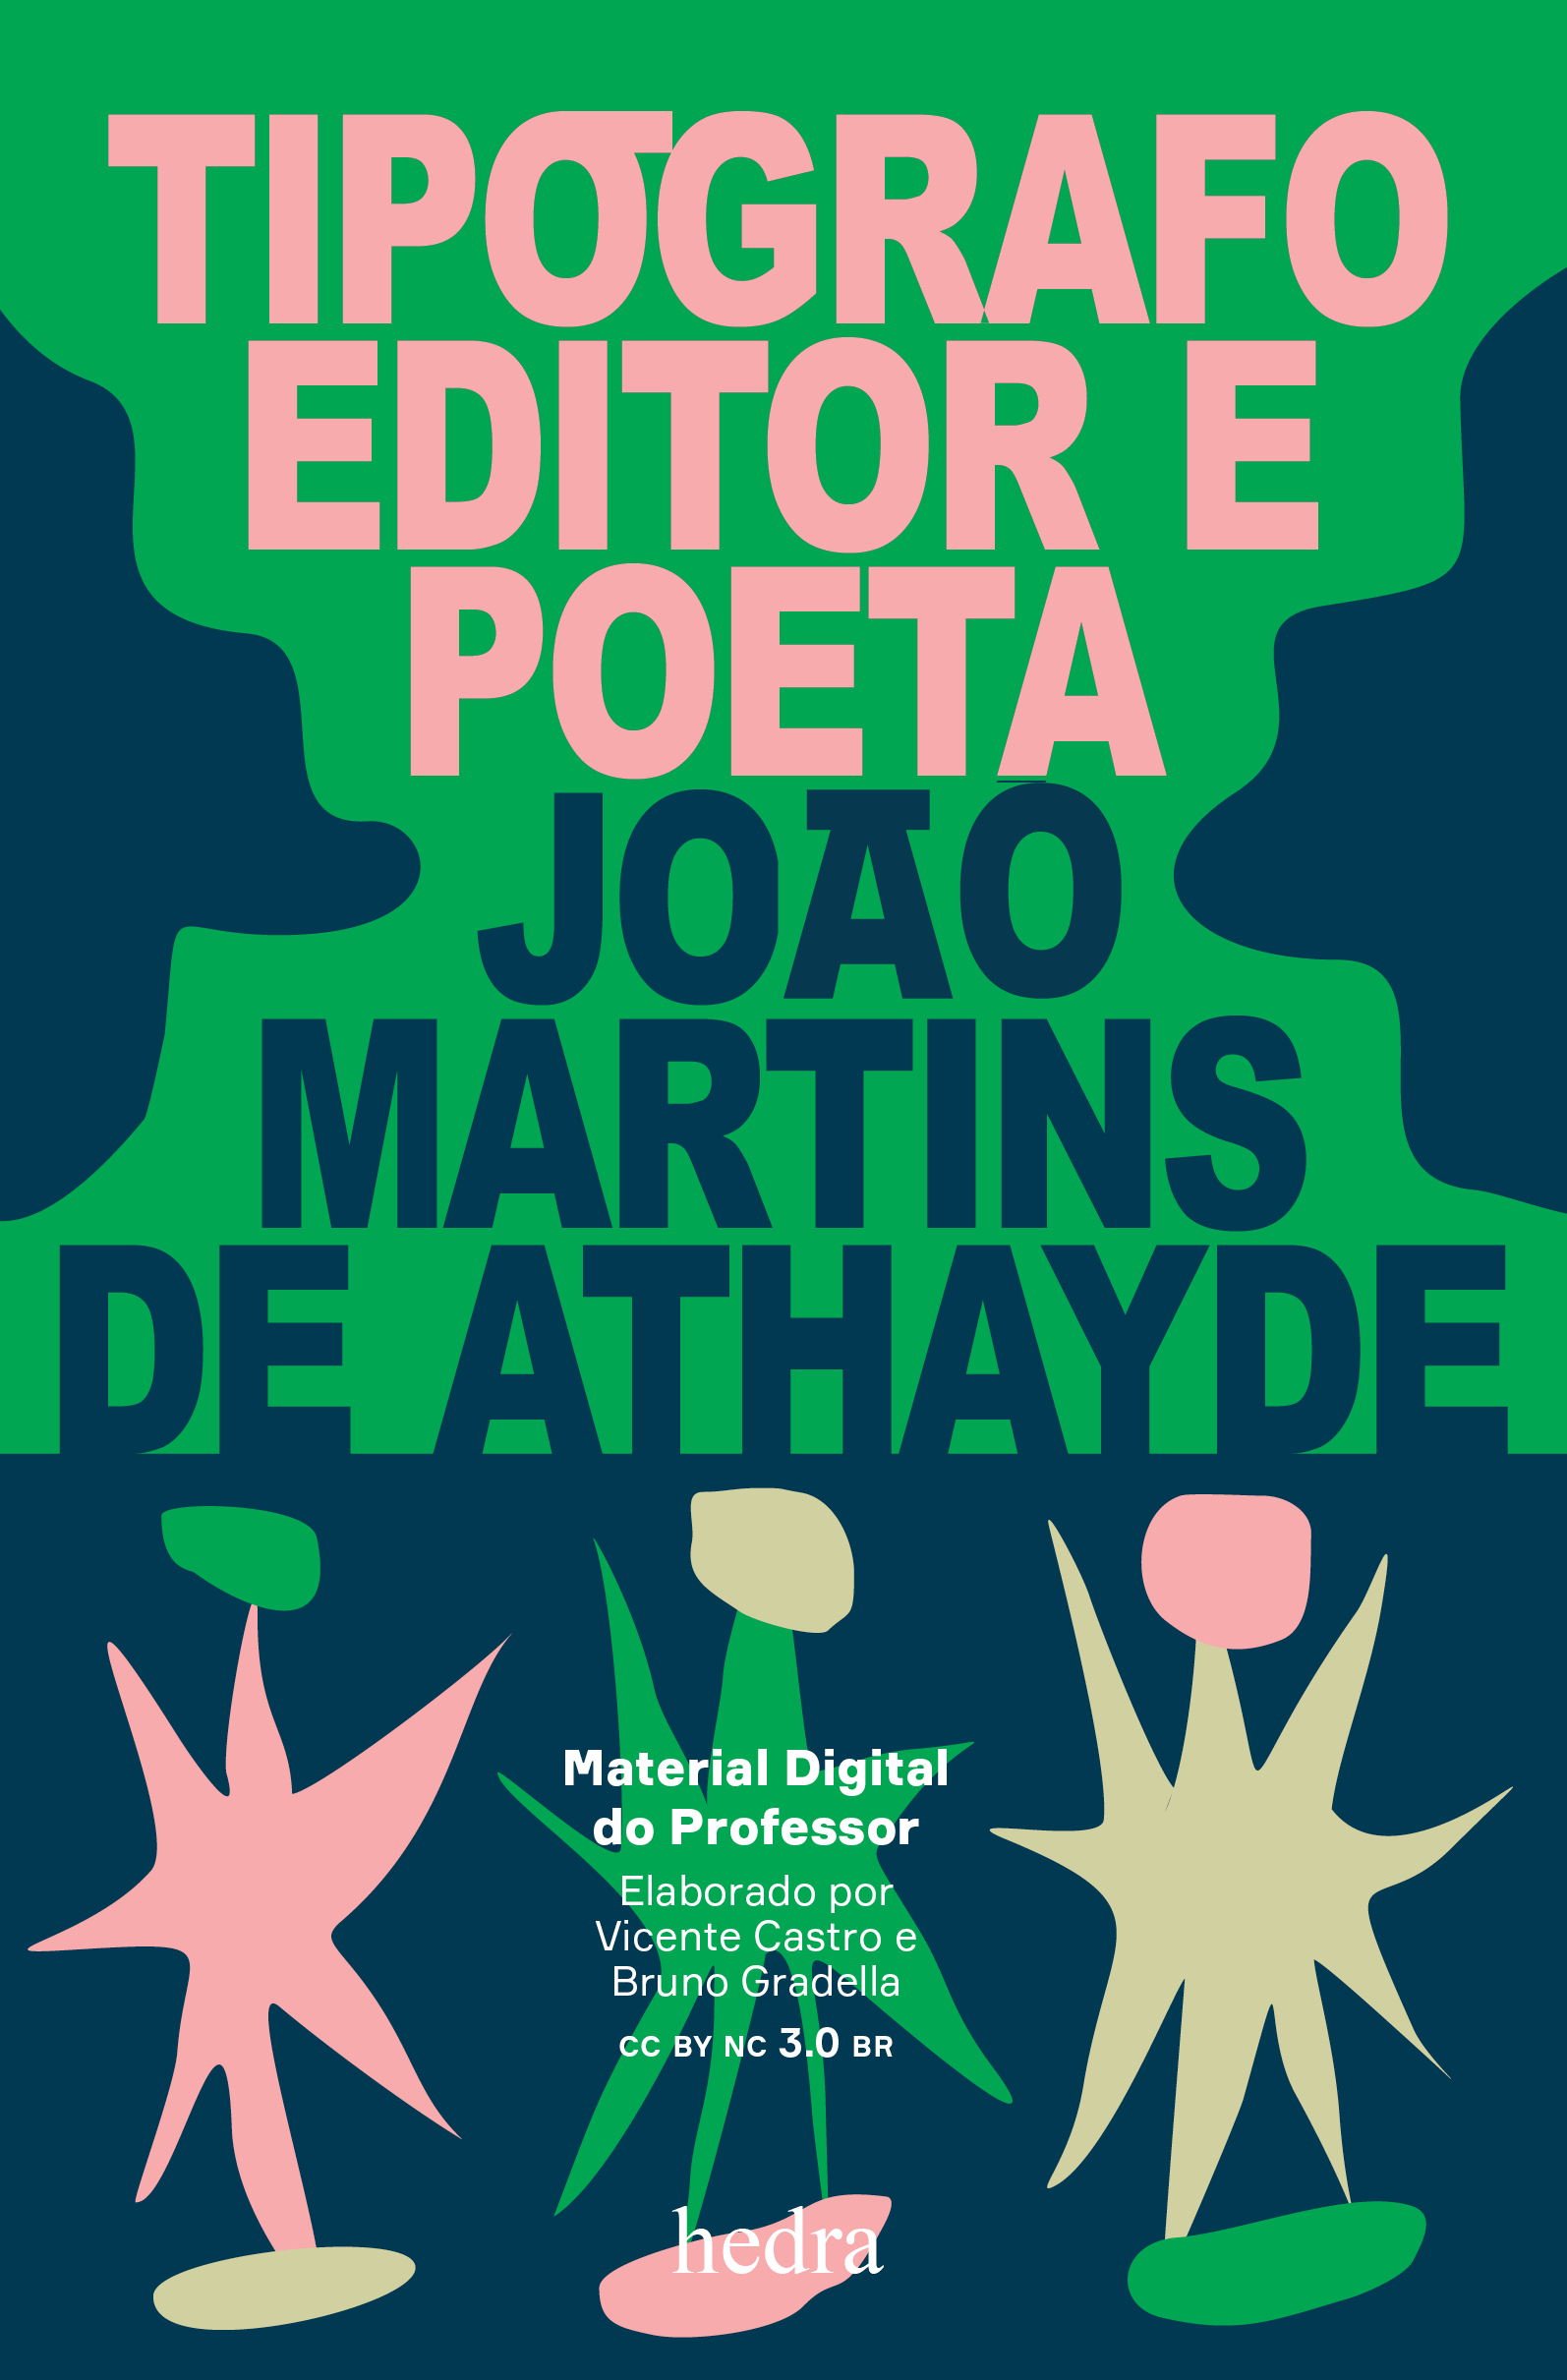 TIPÓGRAFO
EDITOR E
POETA
JOÃO
MARTINS
DE ATHAYDE
Material Digital
do Professor
Elaborado por
Vicente Castro e
Bruno Gradella
CC BY NC 3.0 BR
hedra